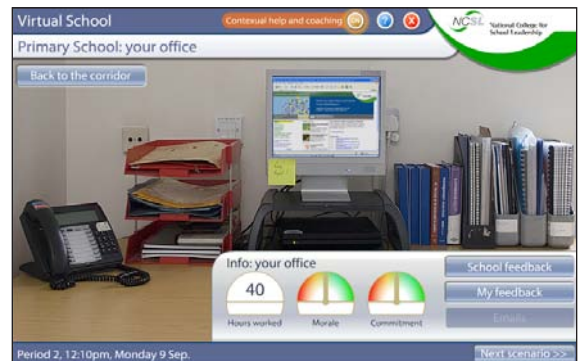 Virtual School
Contexual help and coaching ON ? X
NCSL National College for
School Leadership
Primary School: your office
Back to the corridor
Info: your office
40
Hours worked
Morale
Commitment
School feedback
My feedback
Emails
Period 2, 12:10pm, Monday 9 Sep.
Next scenario >>